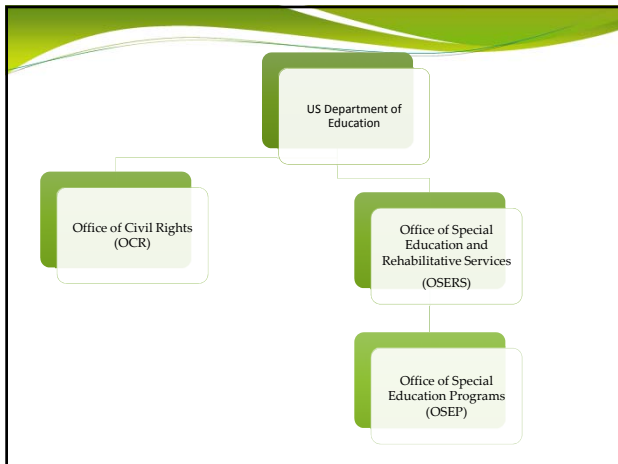 US Department of
Education
Office of Civil Rights
(OCR)
Office of Special
Education and
Rehabilitative Services
(OSERS)
Office of Special
Education Programs
(OSEP)